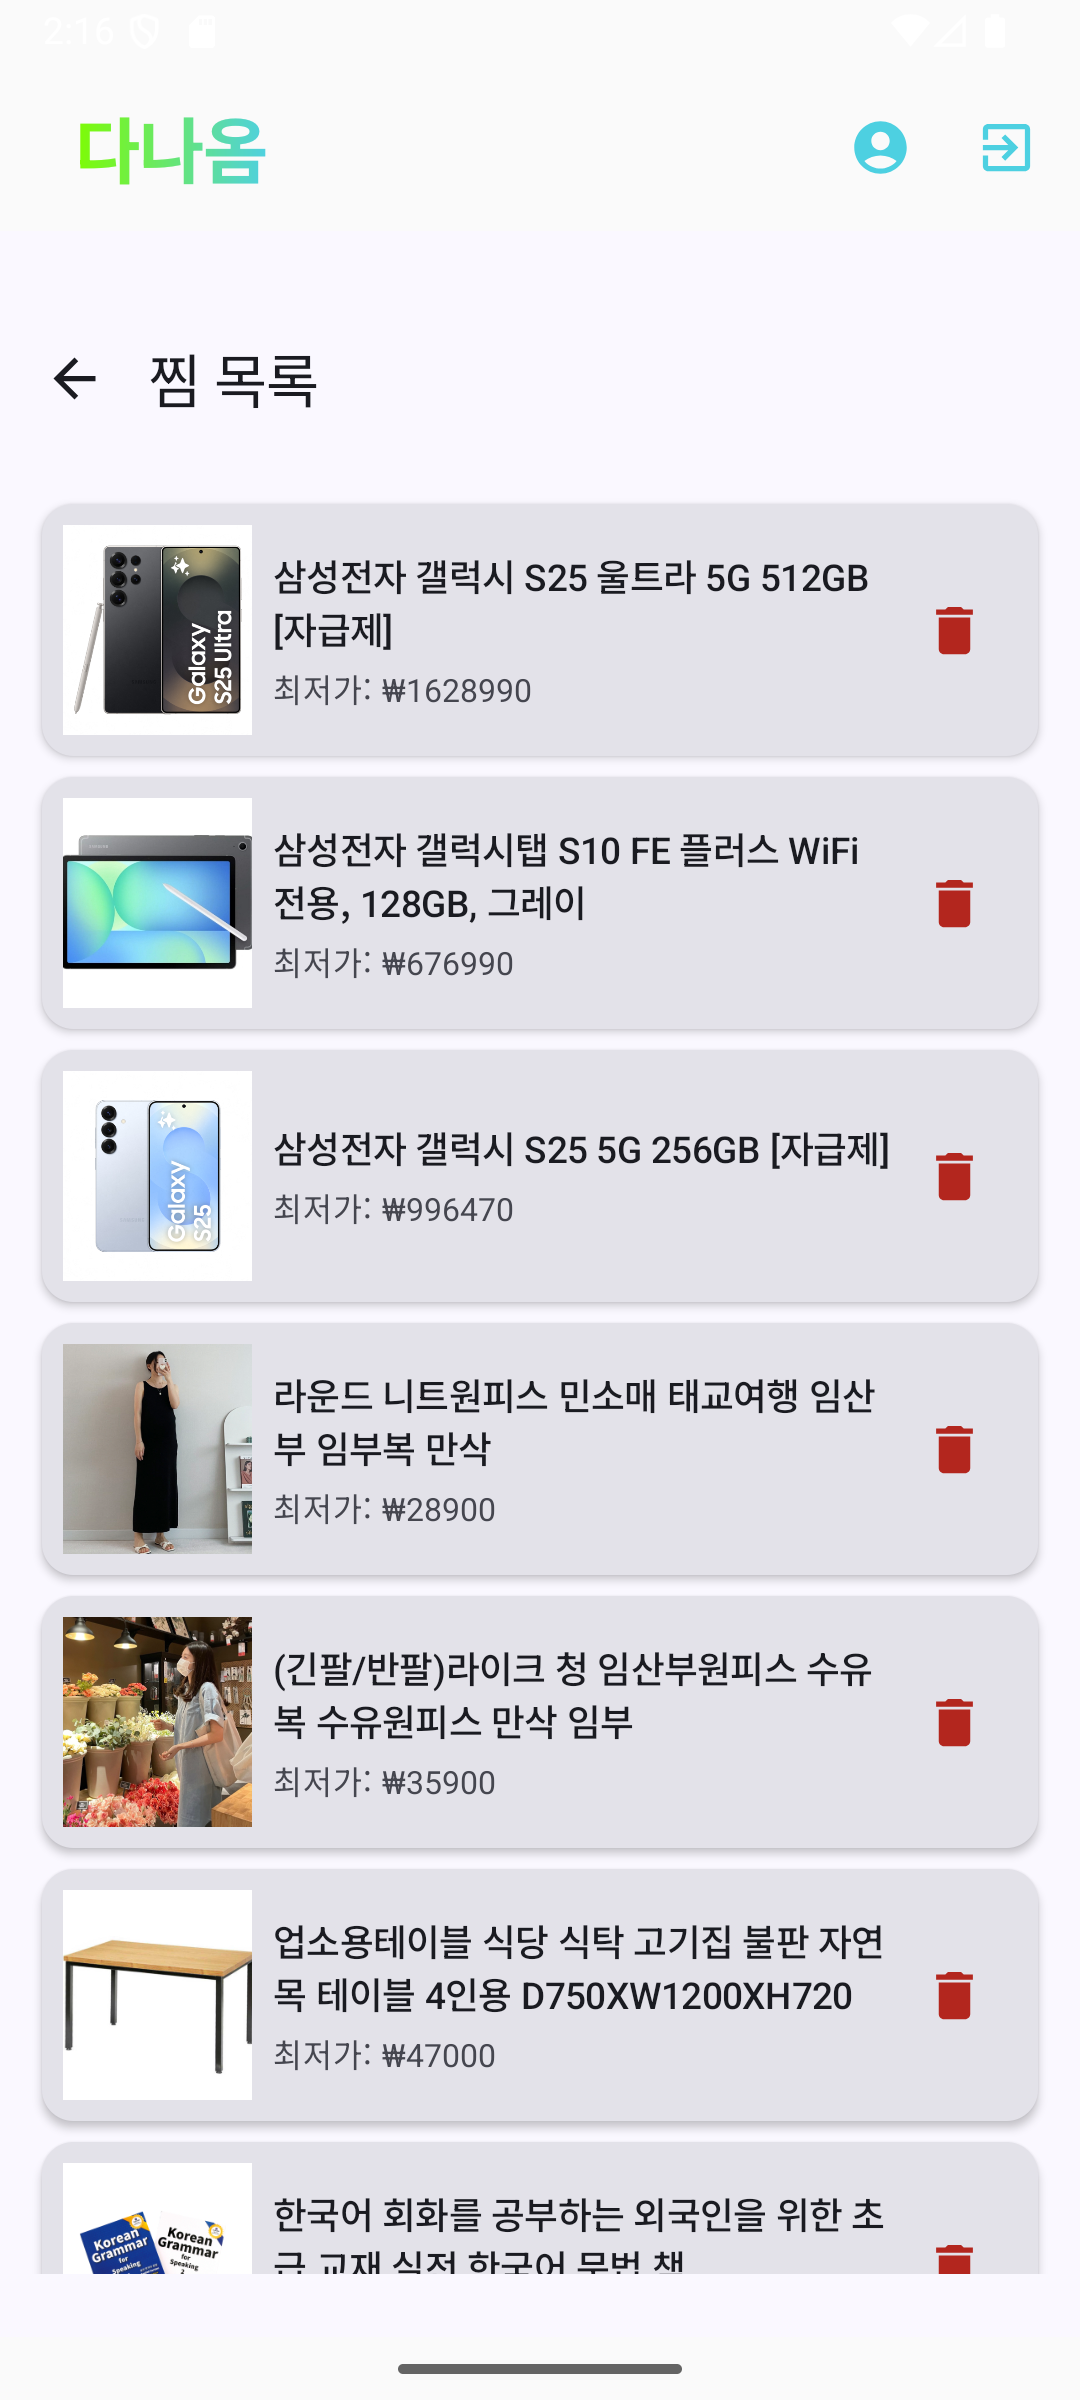 2:16
다나옴
찜 목록
Galaxy
S25 Ultra
삼성전자 갤럭시 S25 울트라 5G 512GB
[자급제]
최저가: ₩1628990
삼성전자 갤럭시탭 S10 FE 플러스 WiFi
전용, 128GB, 그레이
최저가: ₩676990
Galaxy
S25
삼성전자 갤럭시 S25 5G 256GB [자급제]
최저가: ₩996470
라운드 니트원피스 민소매 태교여행 임산
부 임부복 만삭
최저가: ₩28900
(긴팔/반팔)라이크 청 임산부원피스 수유
복 수유원피스 만삭 임부
최저가: ₩35900
업소용테이블 식당 식탁 고기집 불판 자연
목 테이블 4인용 D750XW1200XH720
최저가: ₩47000
Korean
Grammar
for
Speaking
Korean
Grammar
for
Speaking
한국어 회화를 공부하는 외국인을 위한 초
급 교재 실전 한국어 문법 책